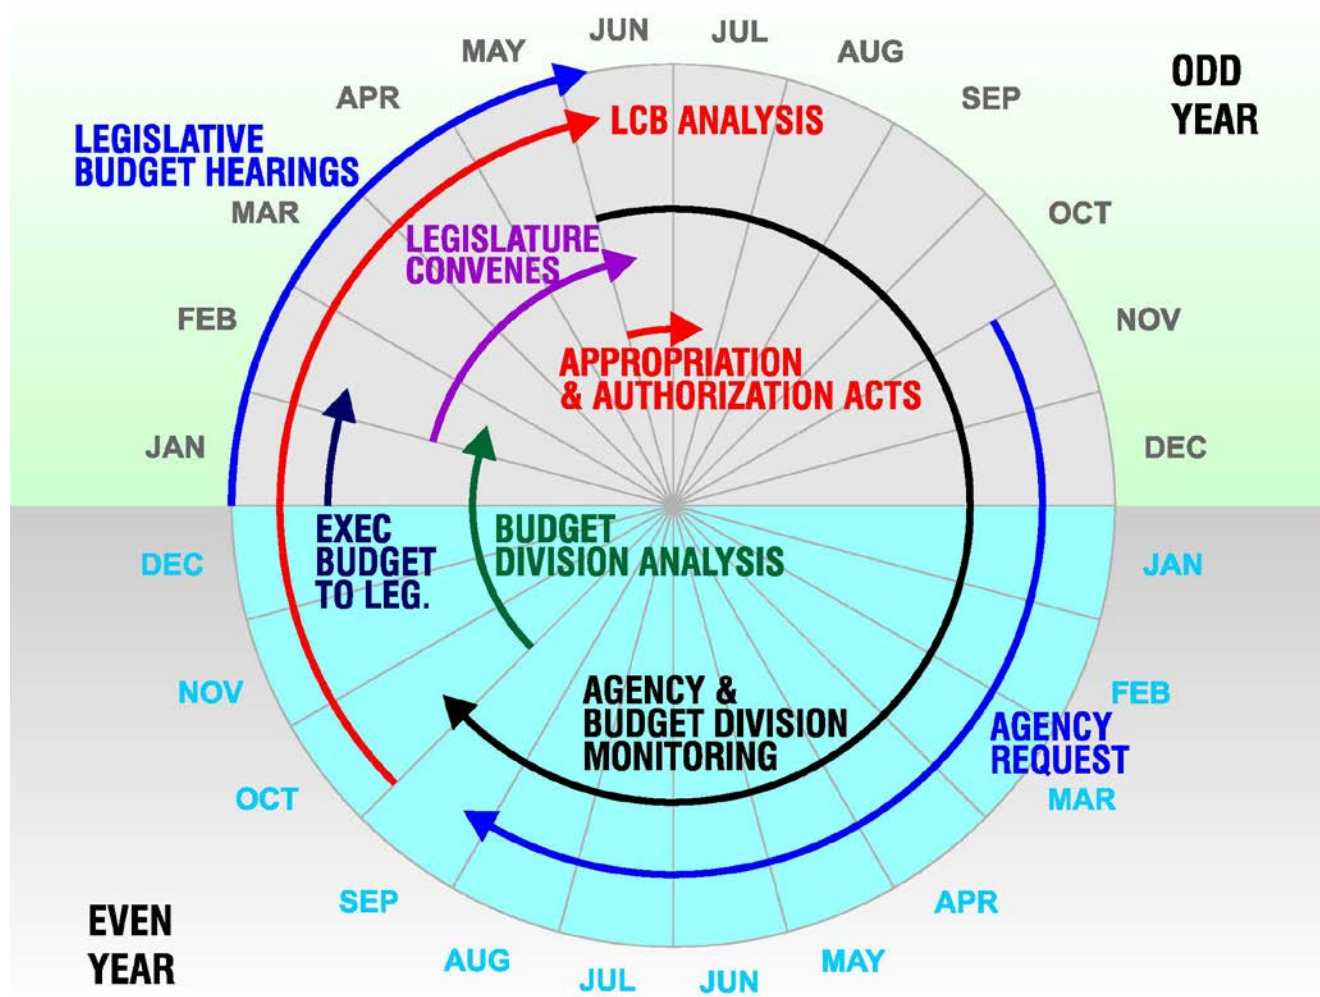 JUN
JUL
MAY
AUG
ODD
YEAR
APR
SEP
LCB ANALYSIS
LEGISLATIVE
BUDGET HEARINGS
MAR
OCT
LEGISLATURE
CONVENES
FEB
NOV
APPROPRIATION
& AUTHORIZATION ACTS
JAN
DEC
EXEC
BUDGET
TO LEG.
BUDGET
DIVISION ANALYSIS
DEC
JAN
NOV
FEB
AGENCY &
BUDGET DIVISION
MONITORING
AGENCY
REQUEST
OCT
MAR
SEP
APR
EVEN
YEAR
AUG
MAY
JUL
JUN